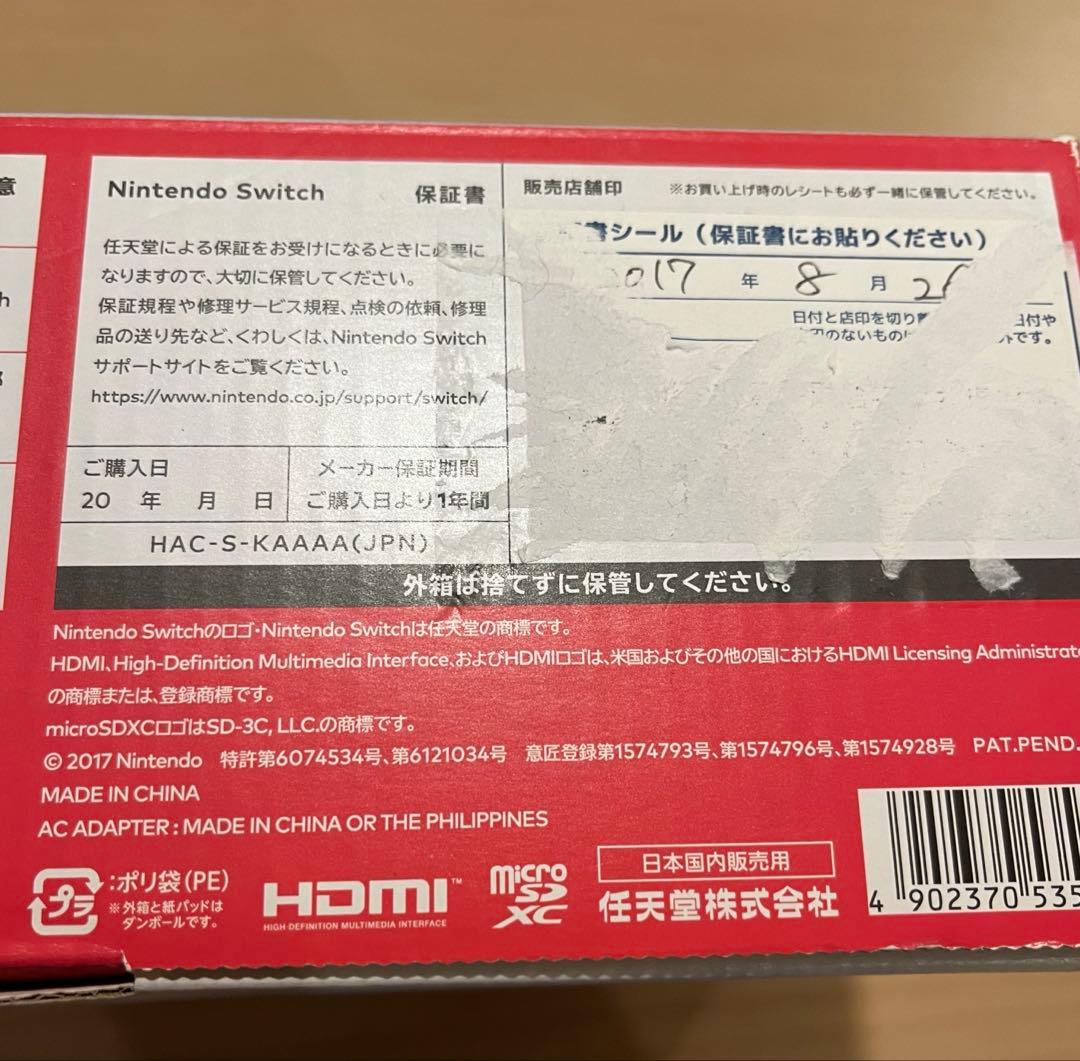 意
Nintendo Switch 保証書
任天堂による保証をお受けになるときに必要に
なりますので、大切に保管してください。
保証規程や修理サービス規程、点検の依頼、修理
品の送り先など、くわしくは、Nintendo Switch
サポートサイトをご覧ください。
https://www.nintendo.co.jp/support/switch/
ご購入日
20 年 月 日
メーカー保証期間
ご購入日より1年間
HAC-S-KAAAA(JPN)
販売店舗印 ※お買い上げ時のレシートも必ず一緒に保管してください。
書シール(保証書にお貼りください)
017 年 8 月 2
日付と店印を切り 日付や
のないもの です。
外箱は捨てずに保管してください。
Nintendo Switchのロゴ・Nintendo Switchは任天堂の商標です。
HDMI、High-Definition Multimedia Interface、およびHDMIロゴは、米国およびその他の国におけるHDMI Licensing Administrat
の商標または、登録商標です。
microSDXCロゴはSD-3C, LLC.の商標です。
© 2017 Nintendo 特許第6074534号、第6121034号 意匠登録第1574793号、第1574796号、第1574928号 PAT.PEND.
MADE IN CHINA
AC ADAPTER : MADE IN CHINA OR THE PHILIPPINES
プラ
:ポリ袋(PE)
※外箱と紙パッドは
ダンボールです。
HDMI™
HIGH-DEFINITION MULTIMEDIA INTERFACE
micro
SD
XC
日本国内販売用
任天堂株式会社
4 902370 535